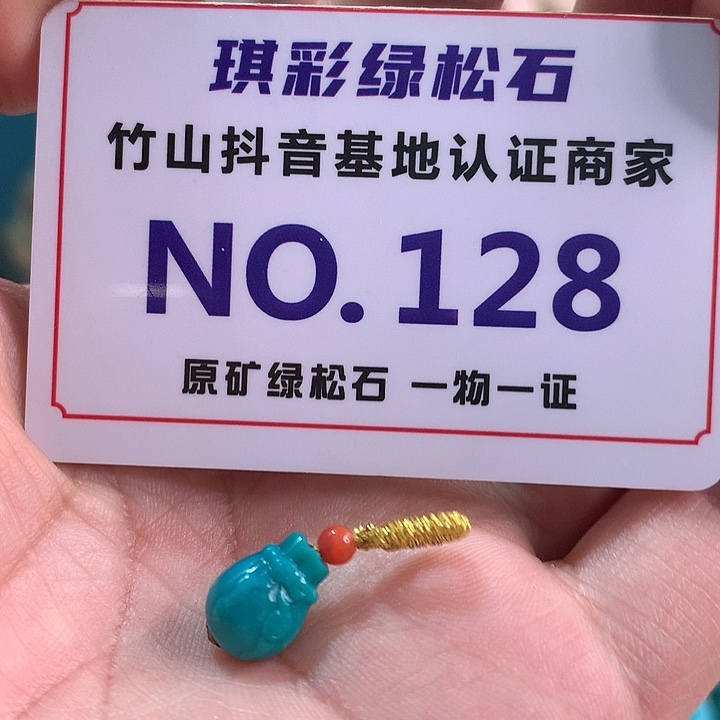 琪彩绿松石
竹山抖音基地认证商家
NO.128
原矿绿松石 一物一证